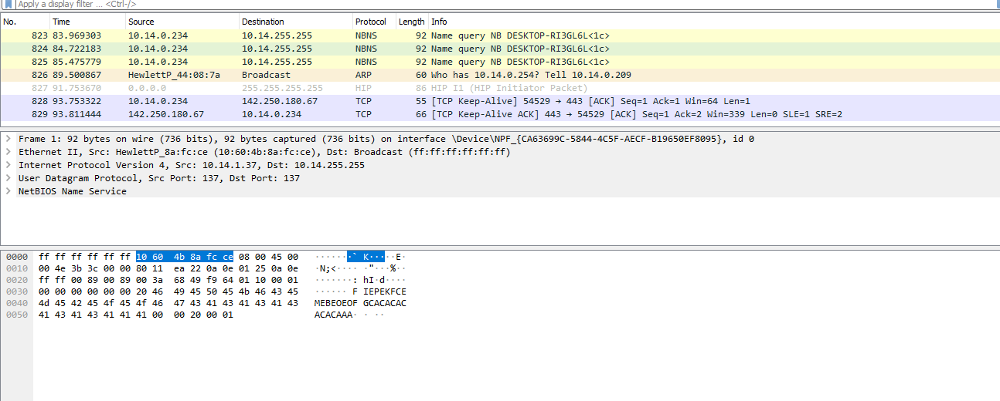 Apply a display filter ... <Ctrl-/>
No. Time Source Destination Protocol Length Info
823 83.969303 10.14.0.234 10.14.255.255 NBNS 92 Name query NB DESKTOP-RI3GL6L<1c>
824 84.722183 10.14.0.234 10.14.255.255 NBNS 92 Name query NB DESKTOP-RI3GL6L<1c>
825 85.475779 10.14.0.234 10.14.255.255 NBNS 92 Name query NB DESKTOP-RI3GL6L<1c>
826 89.500867 HewlettP_44:08:7a Broadcast ARP 60 Who has 10.14.0.254? Tell 10.14.0.209
827 91.753670 0.0.0.0 255.255.255.255 HIP 86 HIP I1 (HIP Initiator Packet)
828 93.753322 10.14.0.234 142.250.180.67 TCP 55 [TCP Keep-Alive] 54529 → 443 [ACK] Seq=1 Ack=1 Win=64 Len=1
829 93.811444 142.250.180.67 10.14.0.234 TCP 66 [TCP Keep-Alive ACK] 443 → 54529 [ACK] Seq=1 Ack=2 Win=339 Len=0 SLE=1 SRE=2
Frame 1: 92 bytes on wire (736 bits), 92 bytes captured (736 bits) on interface \Device\NPF_{CA63699C-5844-4C5F-AECF-B19650EF8095}, id 0
Ethernet II, Src: HewlettP_8a:fc:ce (10:60:4b:8a:fc:ce), Dst: Broadcast (ff:ff:ff:ff:ff:ff)
Internet Protocol Version 4, Src: 10.14.1.37, Dst: 10.14.255.255
User Datagram Protocol, Src Port: 137, Dst Port: 137
NetBIOS Name Service
0000 ff ff ff ff ff ff 10 60 4b 8a fc ce 08 00 45 00 ·······` K·····E·
0010 00 4e 3b 3c 00 00 80 11 ea 22 0a 0e 01 25 0a 0e ·N;<···· ·"···%··
0020 ff ff 00 89 00 89 00 3a 68 49 f9 64 01 10 00 01 ·······: hI·d····
0030 00 00 00 00 00 00 20 46 49 45 50 45 4b 46 43 45 ······ F IEPEKFCE
0040 4d 45 42 45 4f 45 4f 46 47 43 41 43 41 43 41 43 MEBEOEOF GCACACAC
0050 41 43 41 43 41 41 41 00 00 20 00 01 ACACAAA· · ··